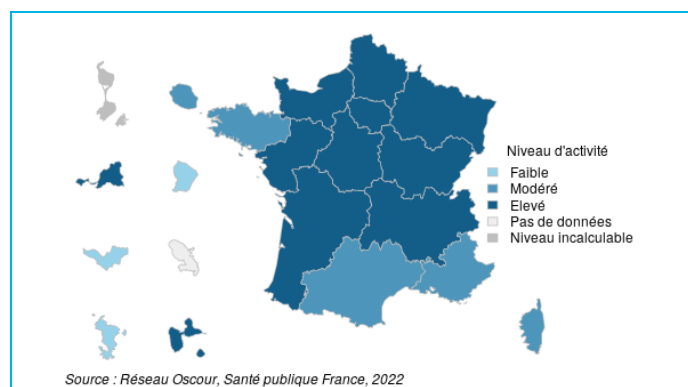 Niveau d'activité
Faible
Modéré
Elevé
Pas de données
Niveau incalculable
Source : Réseau Oscour, Santé publique France, 2022